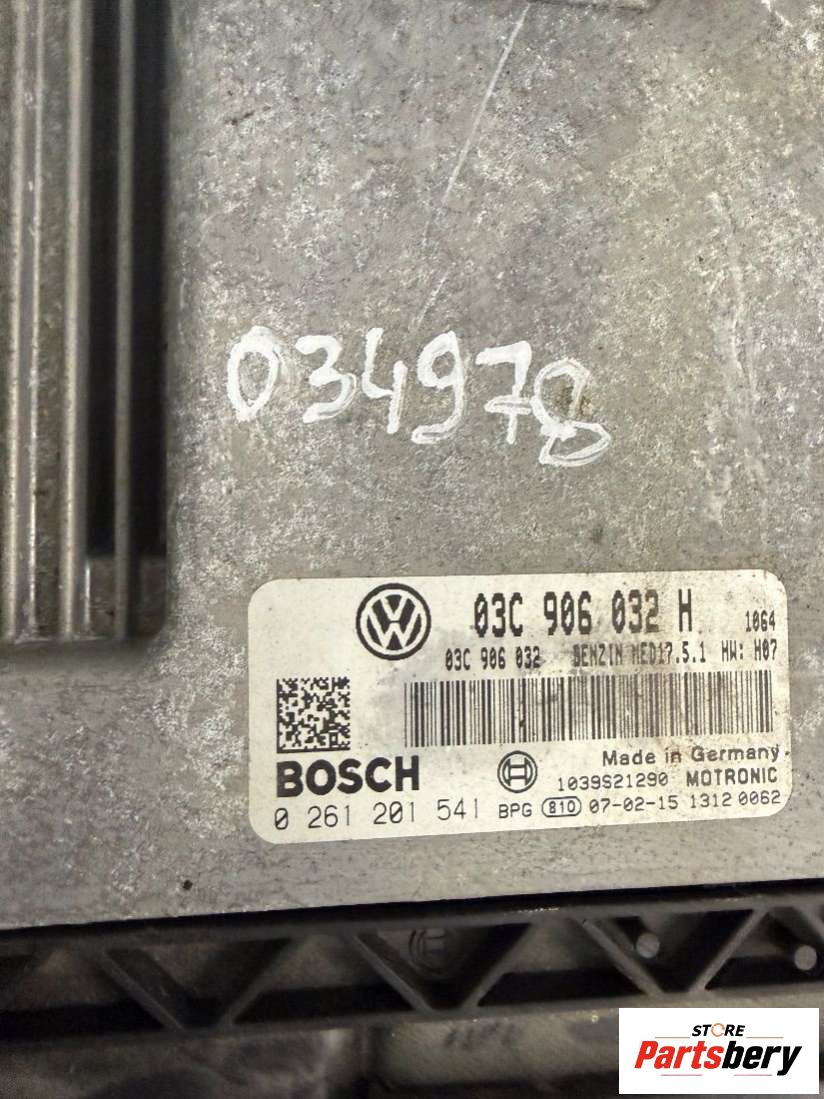 034978
03C 906 032 H 1064
03C 906 032 BENZIN MED17.5.1 HW: H07
Made in Germany
BOSCH 1039S21290 MOTRONIC
0 261 201 541 BPG 810 07-02-15 1312 0062
STORE
Partsbery